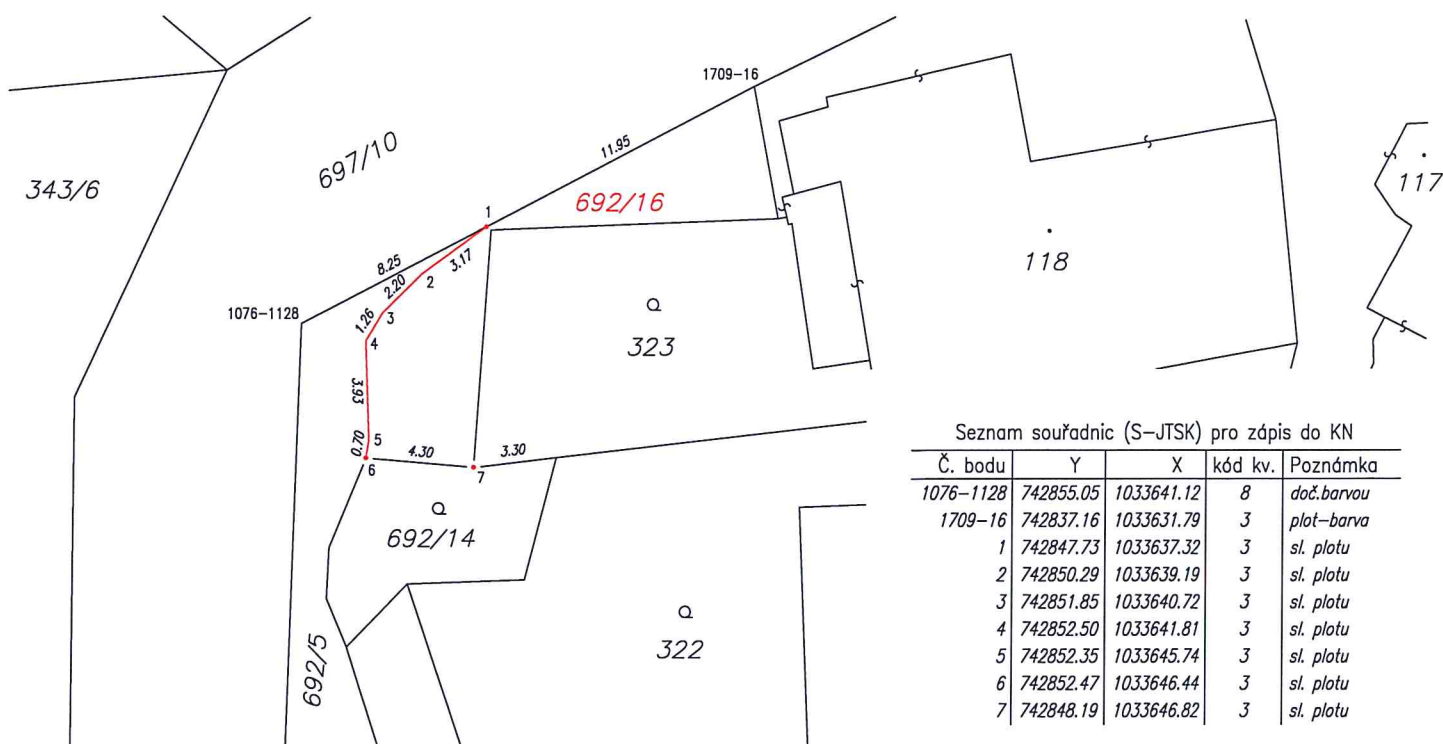 1709-16
11.95
697/10
343/6
692/16
117
1
3.17
8.25
118
2
2.20
1076-1128
1.26
3
323
4
3.93
5
0.70
4.30
3.30
6
7
692/14
322
692/5
Seznam souřadnic (S-JTSK) pro zápis do KN
Č. bodu Y X kód kv. Poznámka
1076-1128 742855.05 1033641.12 8 doč.barvou
1709-16 742837.16 1033631.79 3 plot-barva
1 742847.73 1033637.32 3 sl. plotu
2 742850.29 1033639.19 3 sl. plotu
3 742851.85 1033640.72 3 sl. plotu
4 742852.50 1033641.81 3 sl. plotu
5 742852.35 1033645.74 3 sl. plotu
6 742852.47 1033646.44 3 sl. plotu
7 742848.19 1033646.82 3 sl. plotu